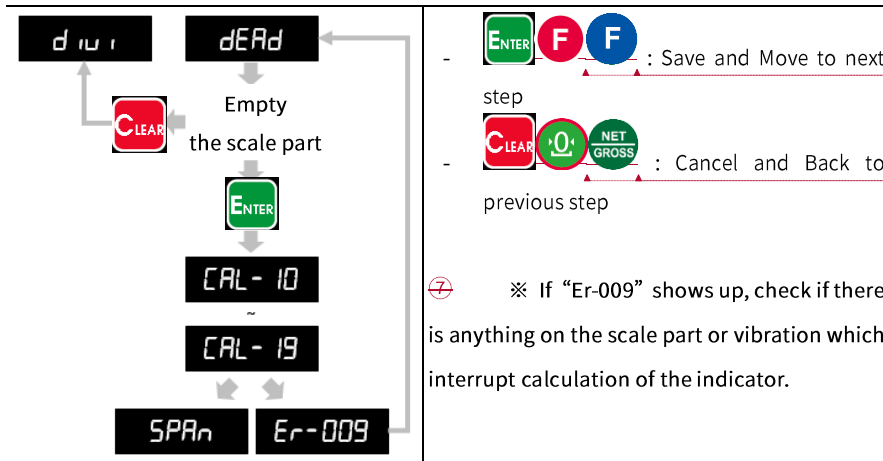 divi
dEAd
Empty
CLEAR
the scale part
ENTER
CAL-10
~
CAL-19
SPAn
Er-009
- ENTER F F : Save and Move to next
step
- CLEAR 0 NET GROSS : Cancel and Back to
previous step
⑦ ※ If “Er-009” shows up, check if there
is anything on the scale part or vibration which
interrupt calculation of the indicator.